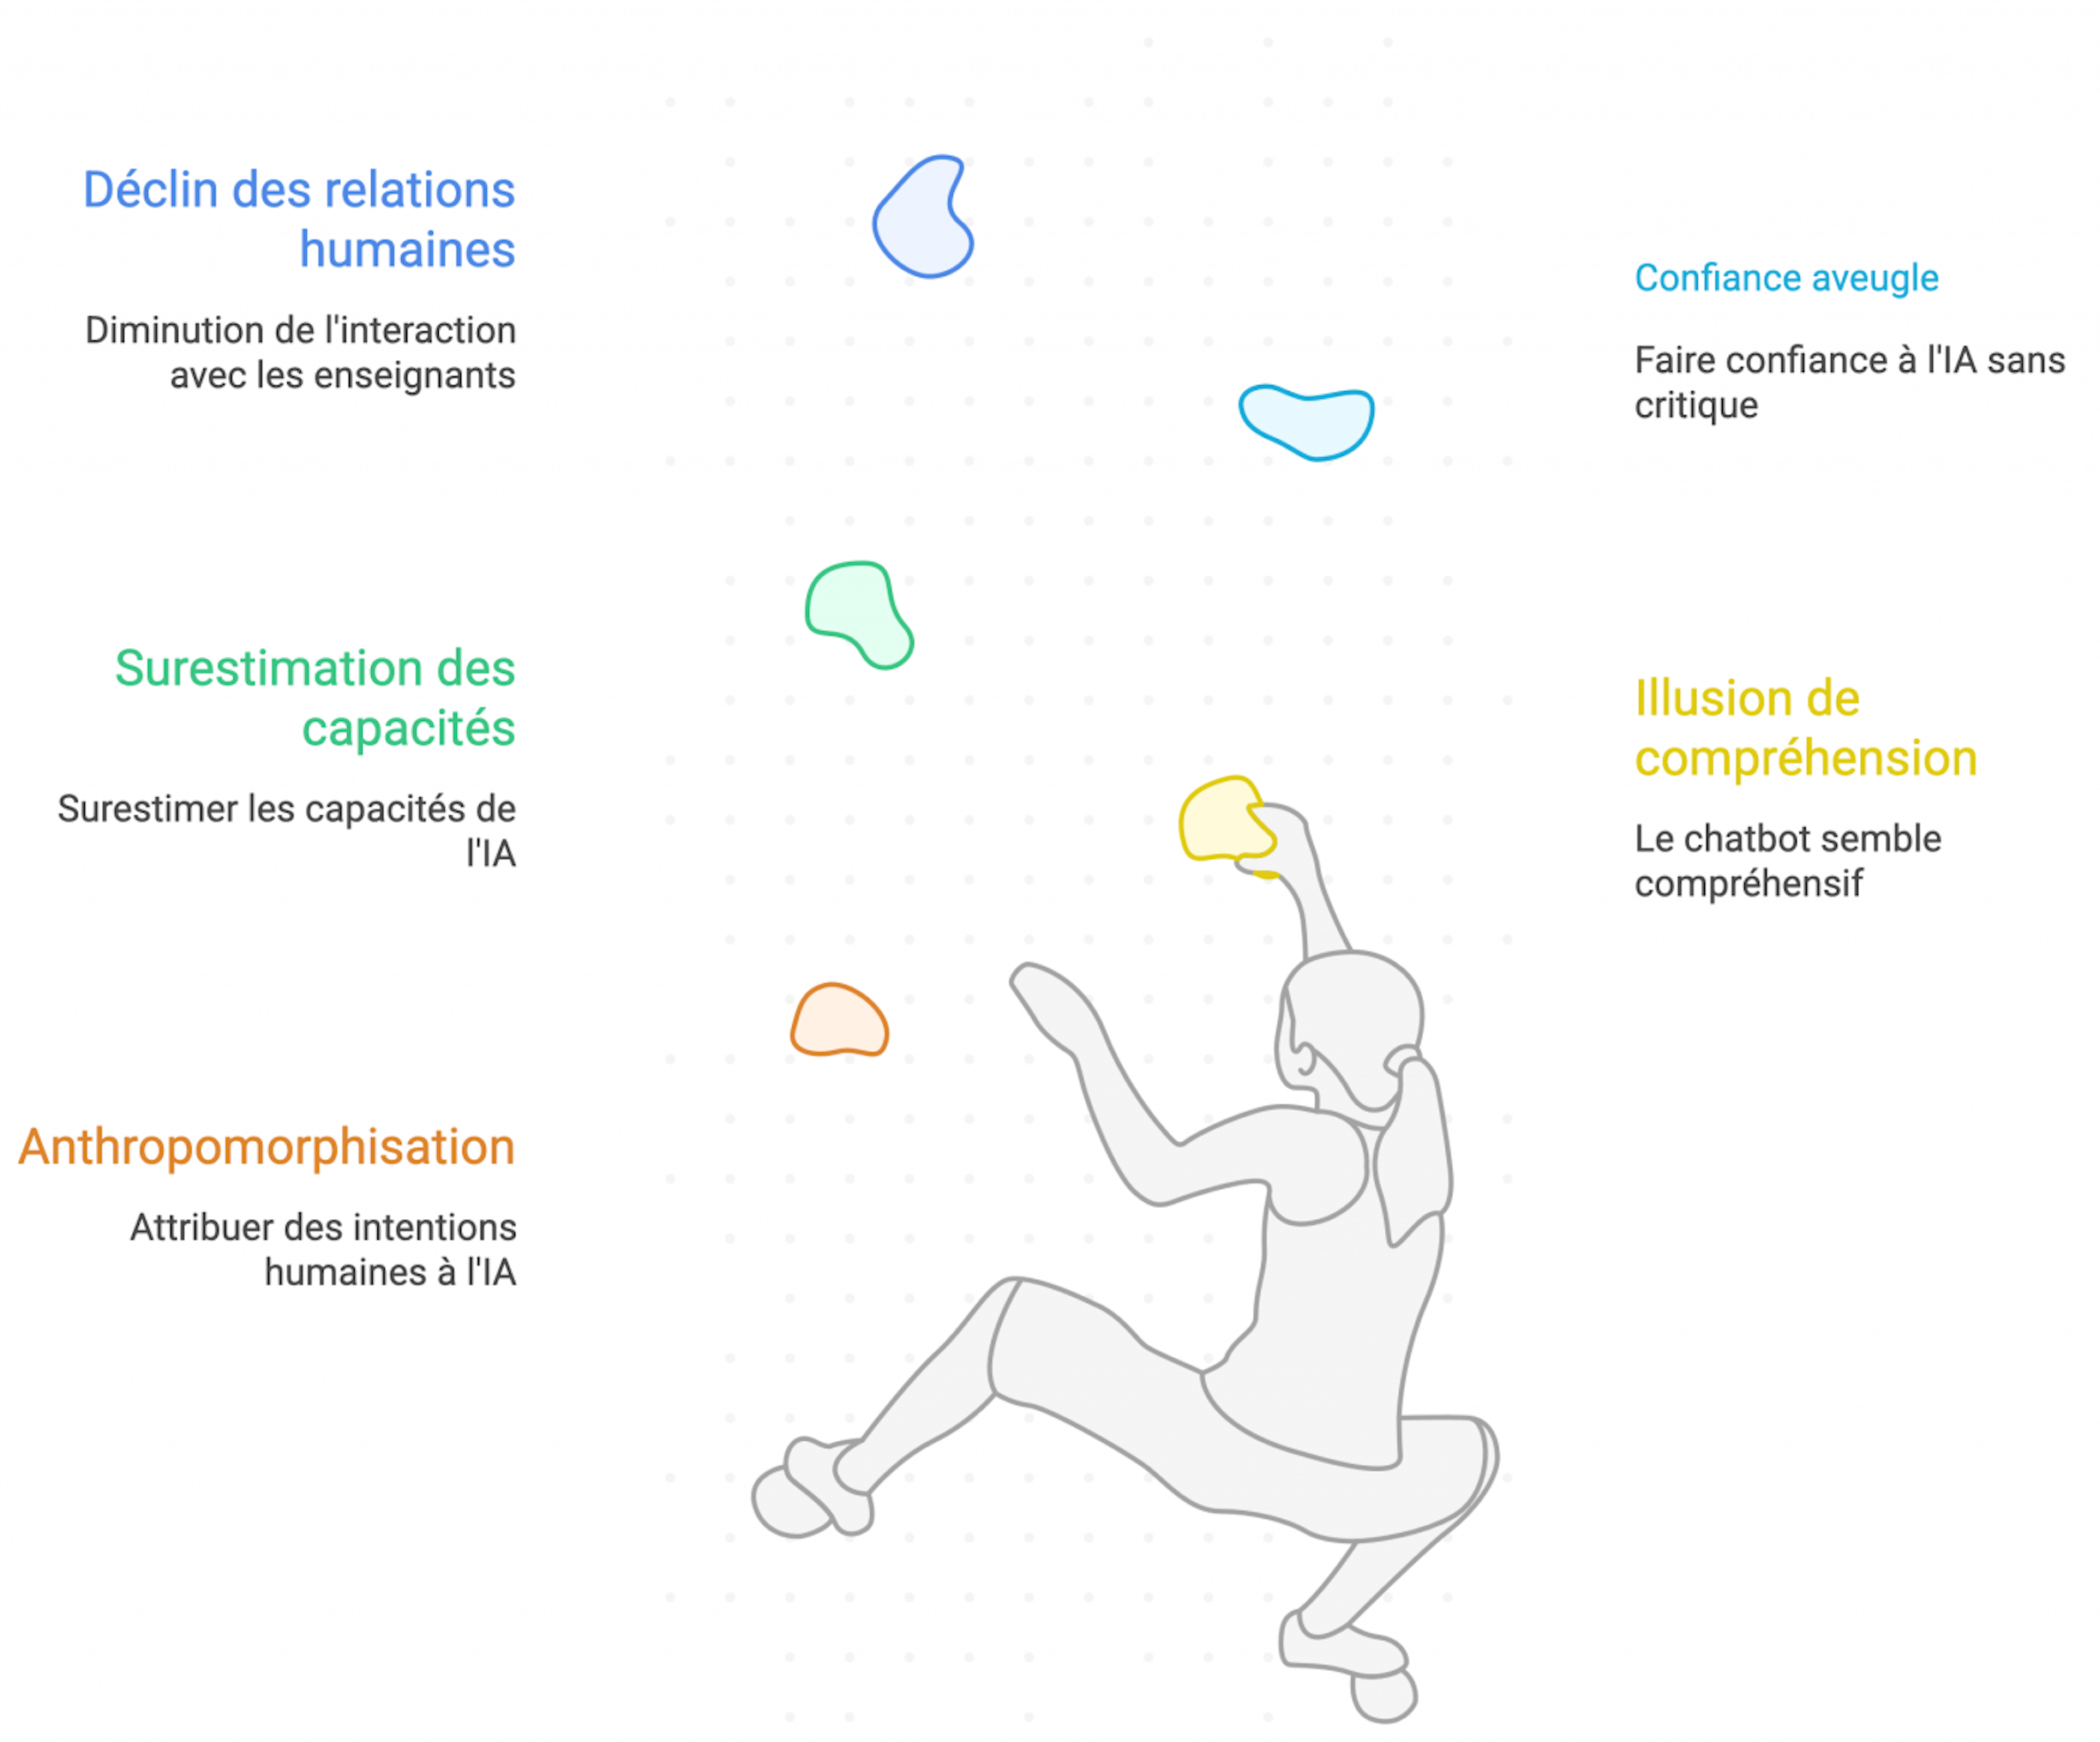 Déclin des relations
humaines
Diminution de l'interaction
avec les enseignants
Confiance aveugle
Faire confiance à l'IA sans
critique
Surestimation des
capacités
Surestimer les capacités de
l'IA
Illusion de
compréhension
Le chatbot semble
compréhensif
Anthropomorphisation
Attribuer des intentions
humaines à l'IA